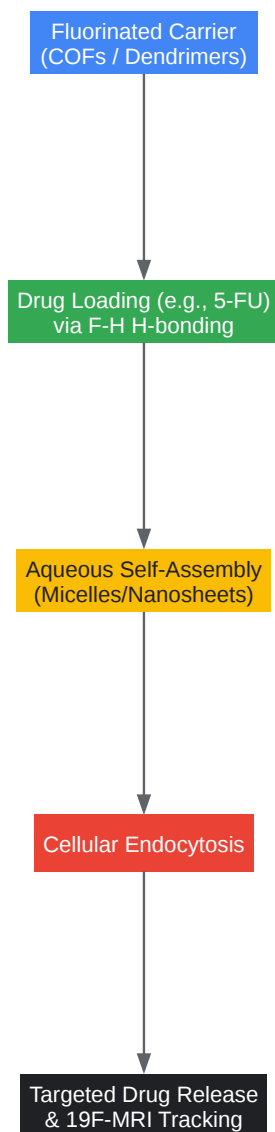 Fluorinated Carrier
(COFs / Dendrimers)
Drug Loading (e.g., 5-FU)
via F-H H-bonding
Aqueous Self-Assembly
(Micelles/Nanosheets)
Cellular Endocytosis
Targeted Drug Release
& 19F-MRI Tracking